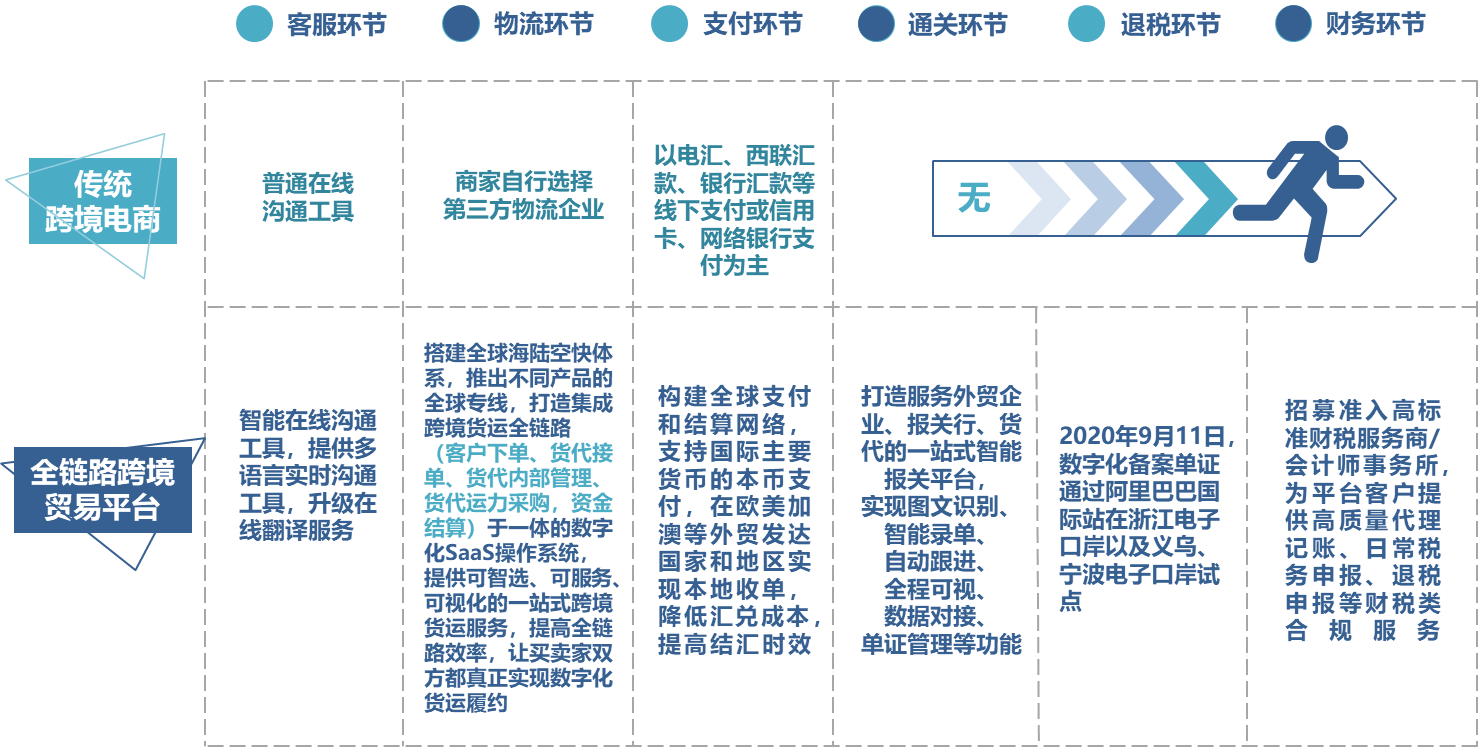 客服环节
物流环节
支付环节
通关环节
退税环节
财务环节
传统
跨境电商
普通在线
沟通工具
商家自行选择
第三方物流企业
以电汇、西联汇
款、银行汇款等
线下支付或信用
卡、网络银行支
付为主
无
全链路跨境
贸易平台
智能在线沟通
工具，提供多
语言实时沟通
工具，升级在
线翻译服务
搭建全球海陆空快体
系，推出不同产品的
全球专线，打造集成
跨境货运全链路
（客户下单、货代接
单、货代内部管理、
货代运力采购，资金
结算）于一体的数字
化SaaS操作系统，
提供可智选、可服务、
可视化的一站式跨境
货运服务，提高全链
路效率，让买卖家双
方都真正实现数字化
货运履约
构建全球支付
和结算网络，
支持国际主要
货币的本币支
付，在欧美加
澳等外贸发达
国家和地区实
现本地收单，
降低汇兑成本，
提高结汇时效
打造服务外贸企
业、报关行、货
代的一站式智能
报关平台，
实现图文识别、
智能录单、
自动跟进、
全程可视、
数据对接、
单证管理等功能
2020年9月11日，
数字化备案单证
通过阿里巴巴国
际站在浙江电子
口岸以及义乌、
宁波电子口岸试
点
招募准入高标
准财税服务商/
会计师事务所，
为平台客户提
供高质量代理
记账、日常税
务申报、退税
申报等财税类
合规服务